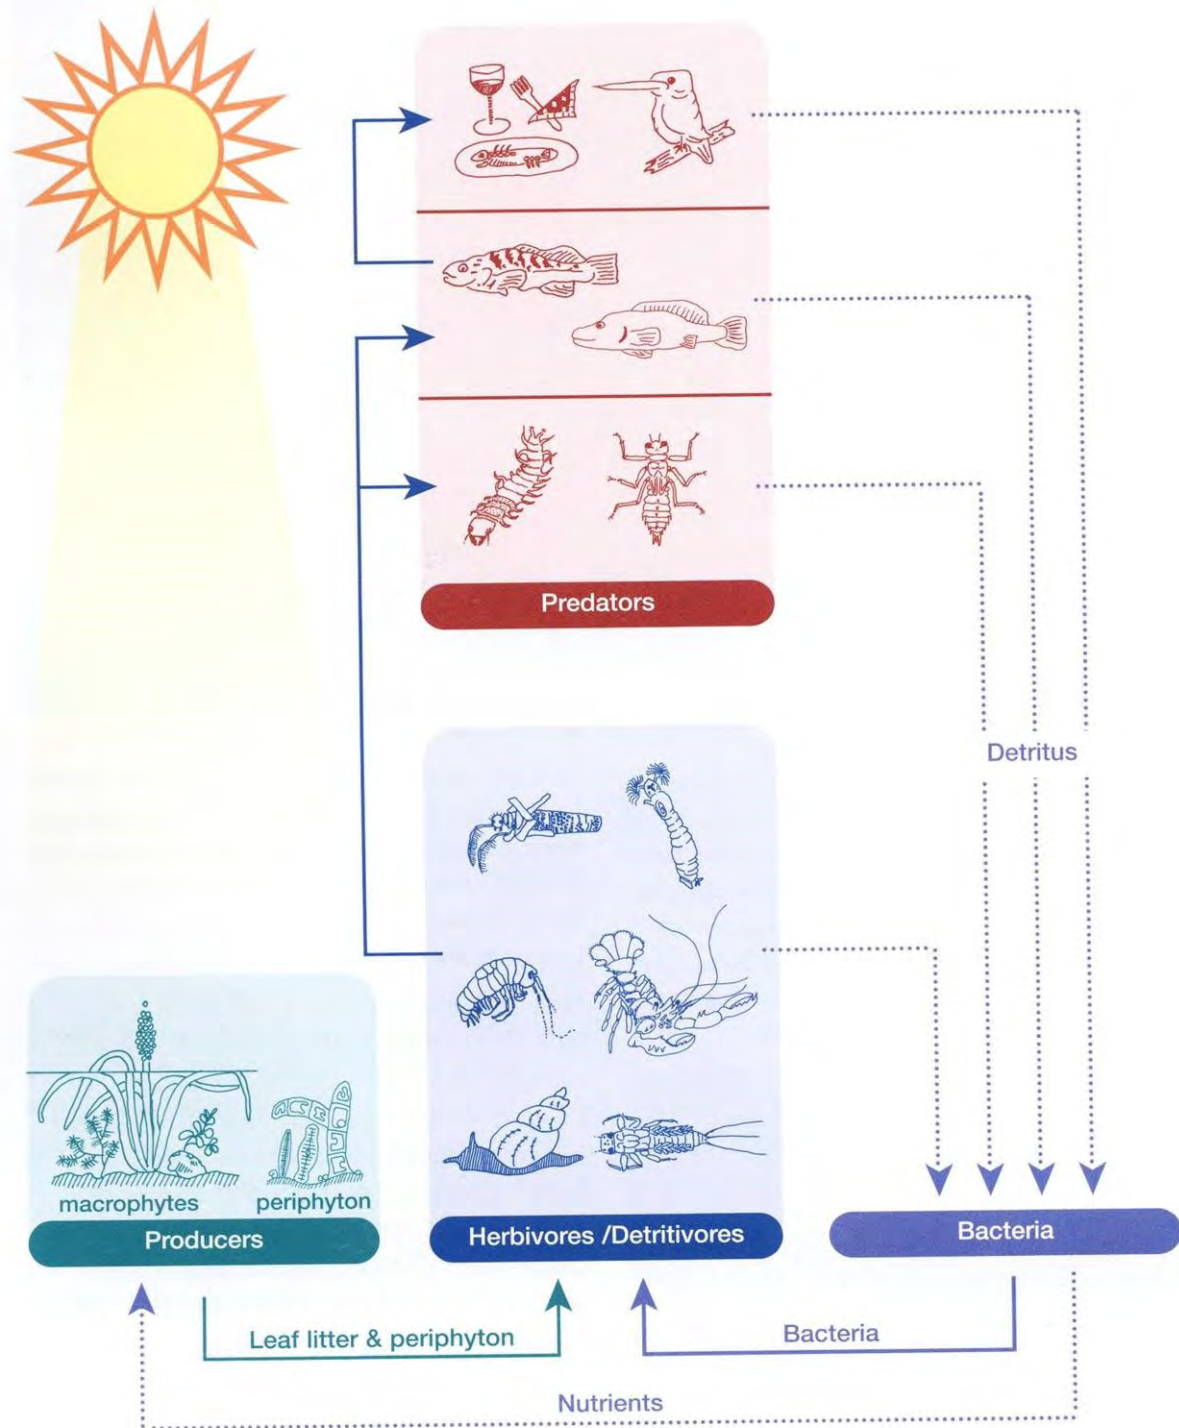 Predators
Detritus
macrophytes
periphyton
Producers
Herbivores /Detritivores
Bacteria
Leaf litter & periphyton
Bacteria
Nutrients